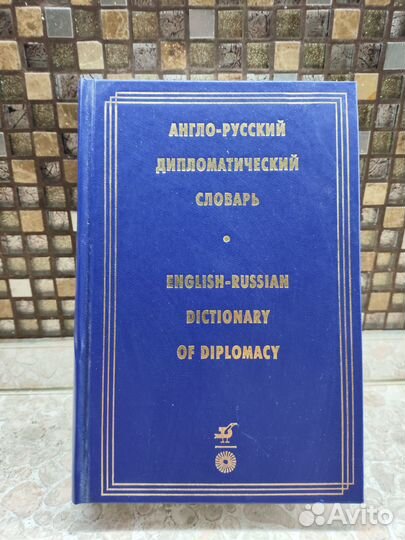 АНГЛО-РУССКИЙ
ДИПЛОМАТИЧЕСКИЙ
СЛОВАРЬ
ENGLISH-RUSSIAN
DICTIONARY
OF DIPLOMACY
Avito